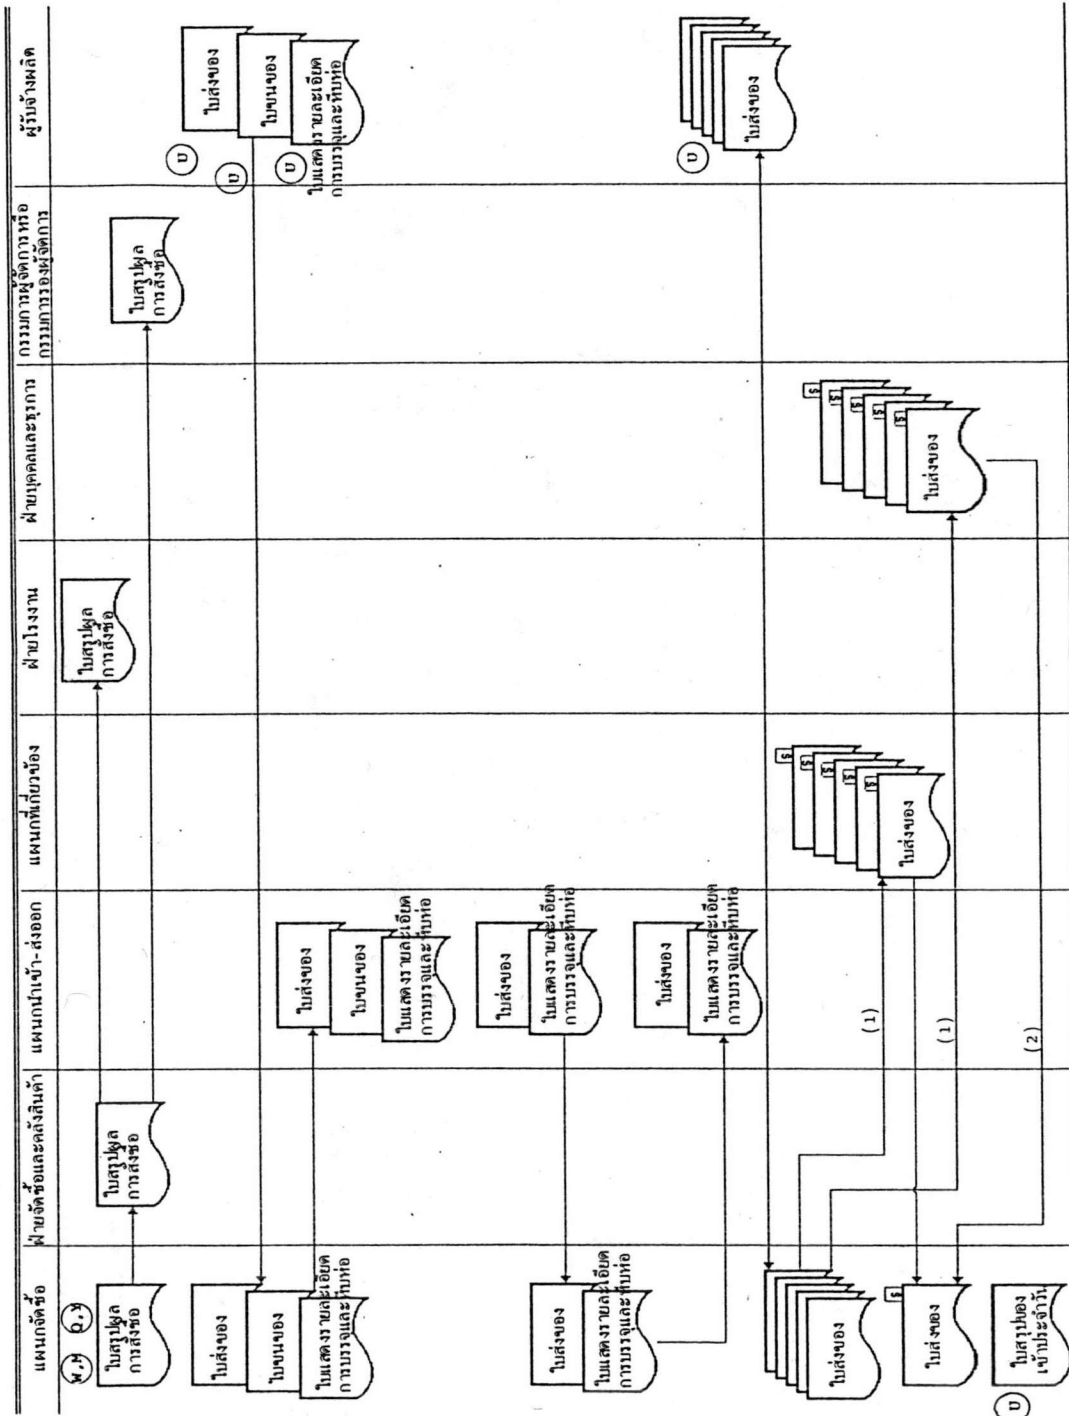 แผนกจัดซื้อ
ฝ่ายจัดซื้อและคลังสินค้า
แผนกนำเข้า-ส่งออก
แผนกที่เกี่ยวข้อง
ฝ่ายโรงงาน
ฝ่ายบุคคลและธุรการ
กรรมการผู้จัดการหรือ
กรรมการรองผู้จัดการ
ผู้รับจ้างผลิต
W,M
Q,Y
ใบสรุปผล
การสั่งซื้อ
ใบสรุปผล
การสั่งซื้อ
ใบสรุปผล
การสั่งซื้อ
ใบสรุปผล
การสั่งซื้อ
ป
ป
ป
ใบส่งของ
ใบขนของ
ใบแสดงรายละเอียด
การบรรจุและหีบห่อ
ใบส่งของ
ใบขนของ
ใบแสดงรายละเอียด
การบรรจุและหีบห่อ
ใบส่งของ
ใบขนของ
ใบแสดงรายละเอียด
การบรรจุและหีบห่อ
ใบส่งของ
ใบแสดงรายละเอียด
การบรรจุและหีบห่อ
ใบส่งของ
ใบแสดงรายละเอียด
การบรรจุและหีบห่อ
ใบส่งของ
ใบแสดงรายละเอียด
การบรรจุและหีบห่อ
ป
ใบส่งของ
ใบส่งของ
(1)
ใบส่งของ
(1)
ใบส่งของ
(2)
ใบส่งของ
ป
ใบสรุปของ
เข้าประจำวัน